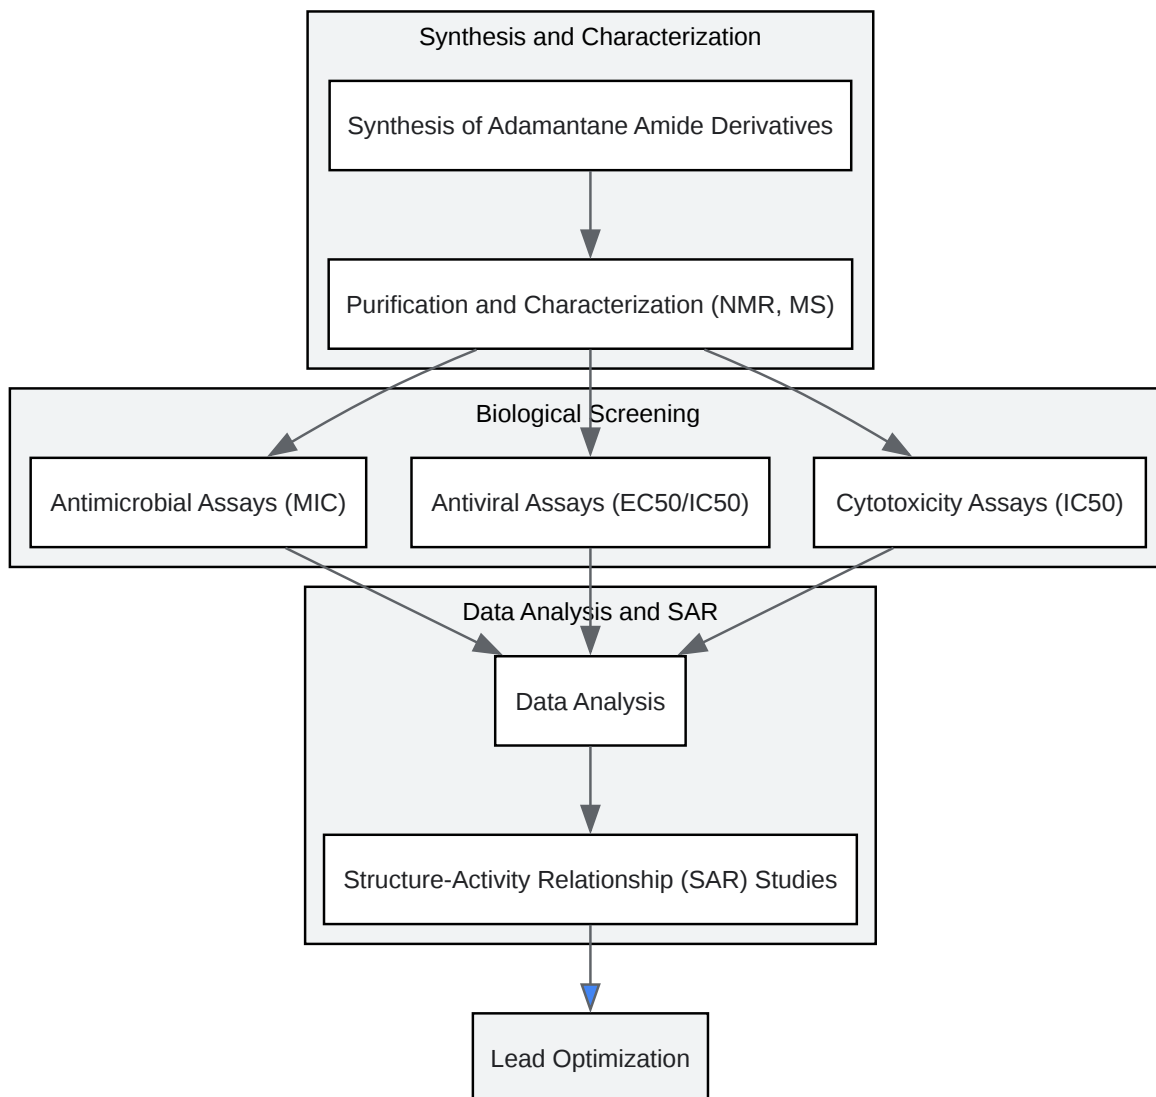 Synthesis and Characterization
Synthesis of Adamantane Amide Derivatives
Purification and Characterization (NMR, MS)
Biological Screening
Antimicrobial Assays (MIC)
Antiviral Assays (EC50/IC50)
Cytotoxicity Assays (IC50)
Data Analysis and SAR
Data Analysis
Structure-Activity Relationship (SAR) Studies
Lead Optimization